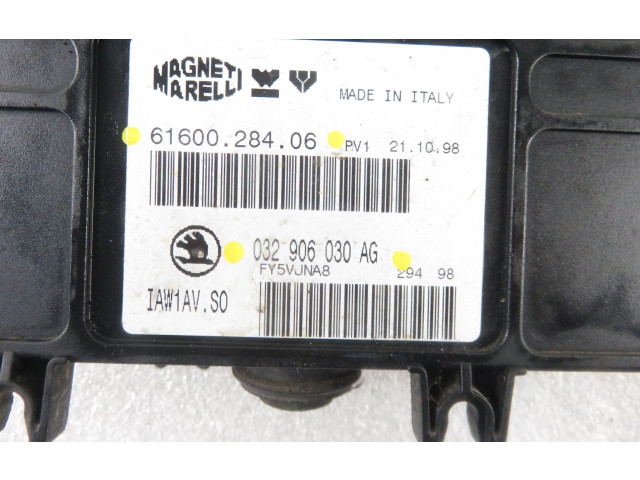 MAGNETI
MARELLI
MADE IN ITALY
61600.284.06 PV1 21.10.98
032 906 030 AG
FY5VJNA8 294 98
IAW1AV.S0